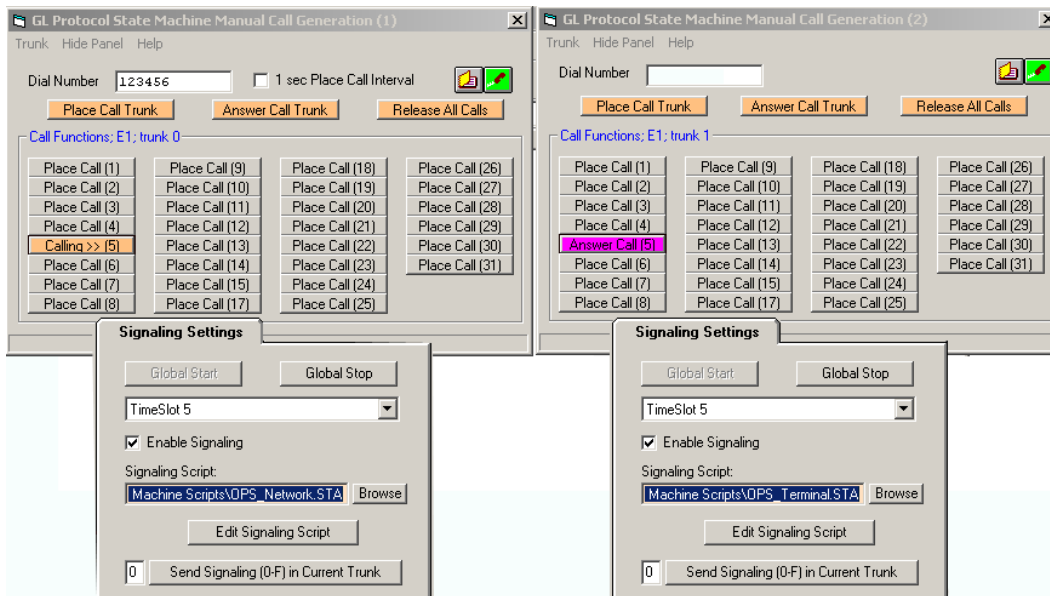 GL Protocol State Machine Manual Call Generation (1)
Trunk Hide Panel Help
Dial Number 123456 1 sec Place Call Interval
Place Call Trunk Answer Call Trunk Release All Calls
Call Functions; E1; trunk 0
Place Call (1) Place Call (9) Place Call (18) Place Call (26)
Place Call (2) Place Call (10) Place Call (19) Place Call (27)
Place Call (3) Place Call (11) Place Call (20) Place Call (28)
Place Call (4) Place Call (12) Place Call (21) Place Call (29)
Calling >> (5) Place Call (13) Place Call (22) Place Call (30)
Place Call (6) Place Call (14) Place Call (23) Place Call (31)
Place Call (7) Place Call (15) Place Call (24)
Place Call (8) Place Call (17) Place Call (25)
Signaling Settings
Global Start Global Stop
TimeSlot 5
Enable Signaling
Signaling Script:
Machine Scripts\OPS_Network.STA Browse
Edit Signaling Script
0 Send Signaling (0-F) in Current Trunk
GL Protocol State Machine Manual Call Generation (2)
Trunk Hide Panel Help
Dial Number
Place Call Trunk Answer Call Trunk Release All Calls
Call Functions; E1; trunk 1
Place Call (1) Place Call (9) Place Call (18) Place Call (26)
Place Call (2) Place Call (10) Place Call (19) Place Call (27)
Place Call (3) Place Call (11) Place Call (20) Place Call (28)
Place Call (4) Place Call (12) Place Call (21) Place Call (29)
Answer Call (5) Place Call (13) Place Call (22) Place Call (30)
Place Call (6) Place Call (14) Place Call (23) Place Call (31)
Place Call (7) Place Call (15) Place Call (24)
Place Call (8) Place Call (17) Place Call (25)
Signaling Settings
Global Start Global Stop
TimeSlot 5
Enable Signaling
Signaling Script:
Machine Scripts\OPS_Terminal.STA Browse
Edit Signaling Script
0 Send Signaling (0-F) in Current Trunk